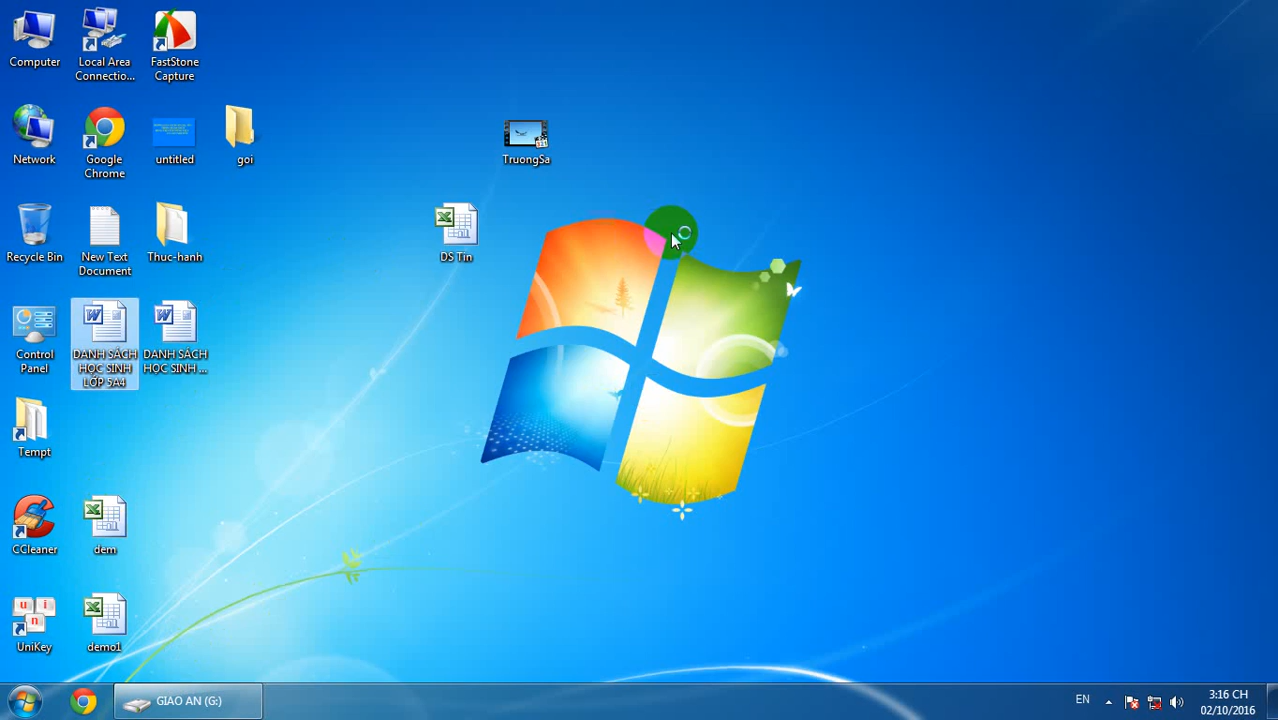 Computer
Local Area
Connectio...
FastStone
Capture
Network
Google
Chrome
untitled
goi
TruongSa
Recycle Bin
New Text
Document
Thuc-hanh
DS Tin
Control
Panel
DANH SÁCH
HỌC SINH
LỚP 5A4
DANH SÁCH
HỌC SINH ...
Tempt
CCleaner
dem
UniKey
demo1
GIAO AN (G:)
EN
3:16 CH
02/10/2016